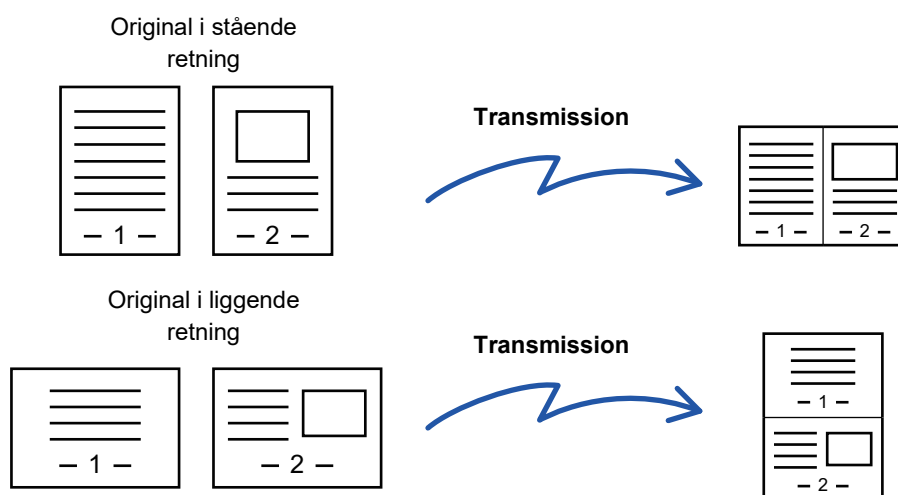 Original i stående
retning
Transmission
– 1 –
– 2 –
– 1 –
– 2 –
Original i liggende
retning
Transmission
– 1 –
– 2 –
– 1 –
– 2 –